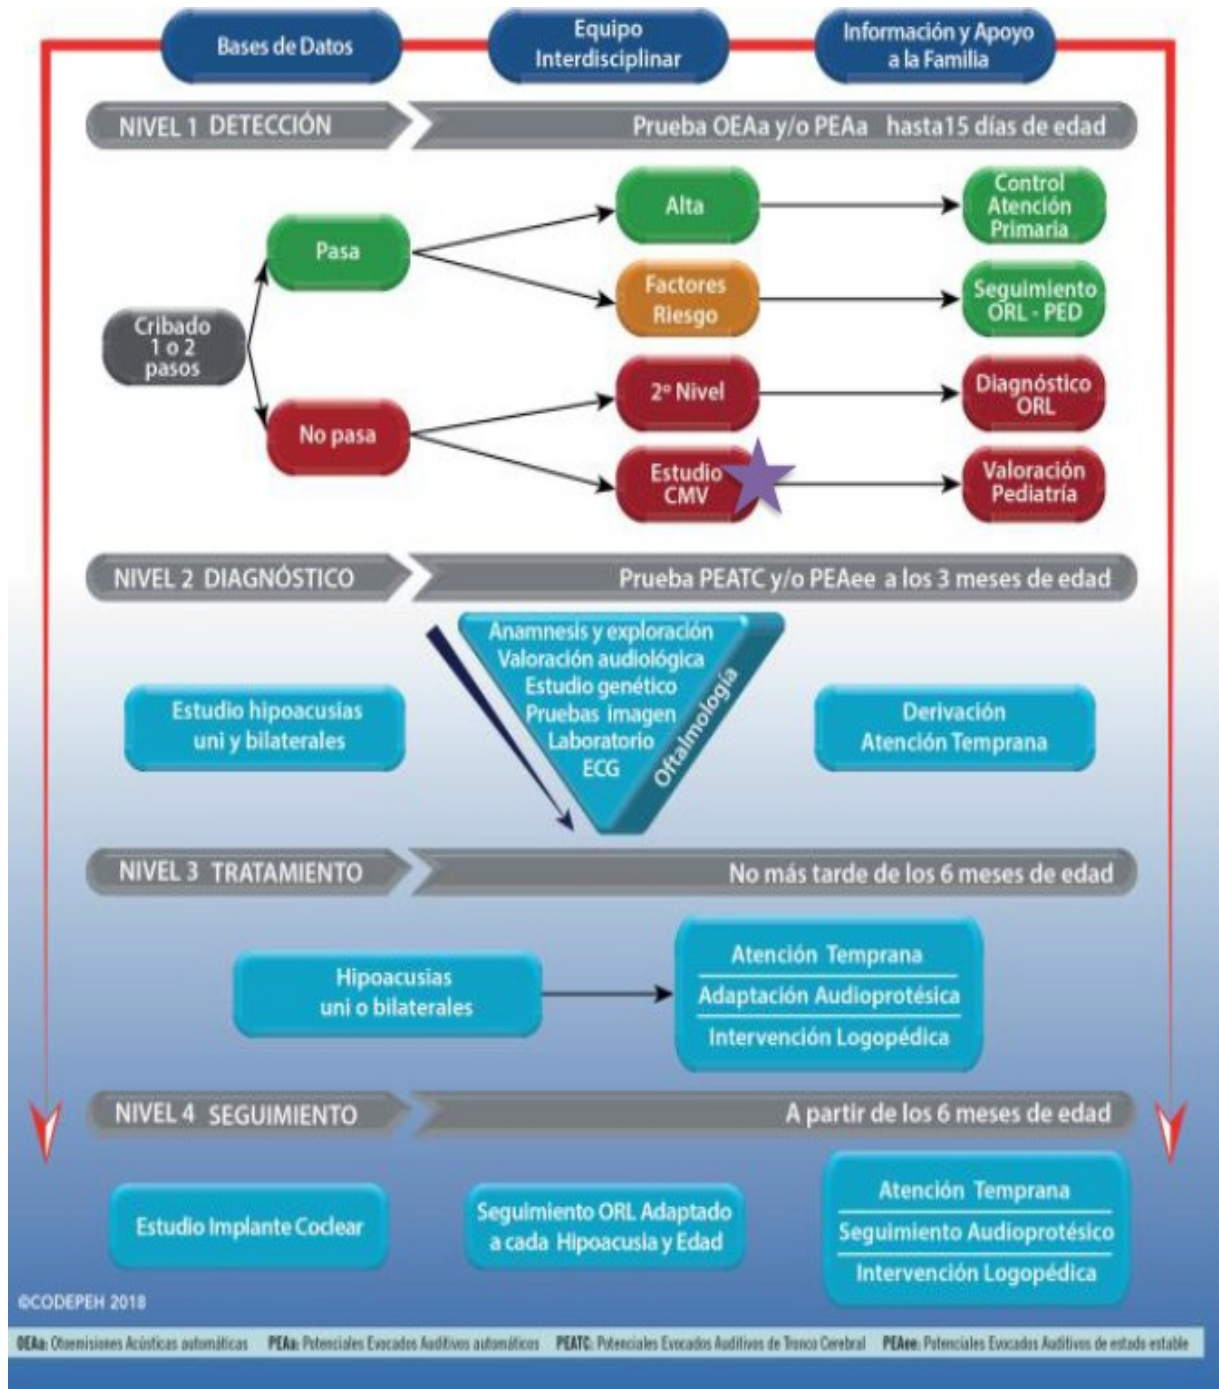 Bases de Datos
Equipo
Interdisciplinar
Información y Apoyo
a la Familia
NIVEL 1 DETECCIÓN
Prueba OEAa y/o PEAa hasta15 días de edad
Cribado
1 o 2
pasos
Pasa
No pasa
Alta
Factores
Riesgo
2º Nivel
Estudio
CMV
Control
Atención
Primaria
Seguimiento
ORL - PED
Diagnóstico
ORL
Valoración
Pediatría
NIVEL 2 DIAGNÓSTICO
Prueba PEATC y/o PEAee a los 3 meses de edad
Estudio hipoacusias
uni y bilaterales
Anamnesis y exploración
Valoración audiológica
Estudio genético
Pruebas imagen
Laboratorio
ECG
Oftalmología
Derivación
Atención Temprana
NIVEL 3 TRATAMIENTO
No más tarde de los 6 meses de edad
Hipoacusias
uni o bilaterales
Atención Temprana
Adaptación Audioprotésica
Intervención Logopédica
NIVEL 4 SEGUIMIENTO
A partir de los 6 meses de edad
Estudio Implante Coclear
Seguimiento ORL Adaptado
a cada Hipoacusia y Edad
Atención Temprana
Seguimiento Audioprotésico
Intervención Logopédica
©CODEPEH 2018
OEAa: Otoemisiones Acústicas automáticas PEAa: Potenciales Evocados Auditivos automáticos PEATC: Potenciales Evocados Auditivos de Tronco Cerebral PEAee: Potenciales Evocados Auditivos de estado estable